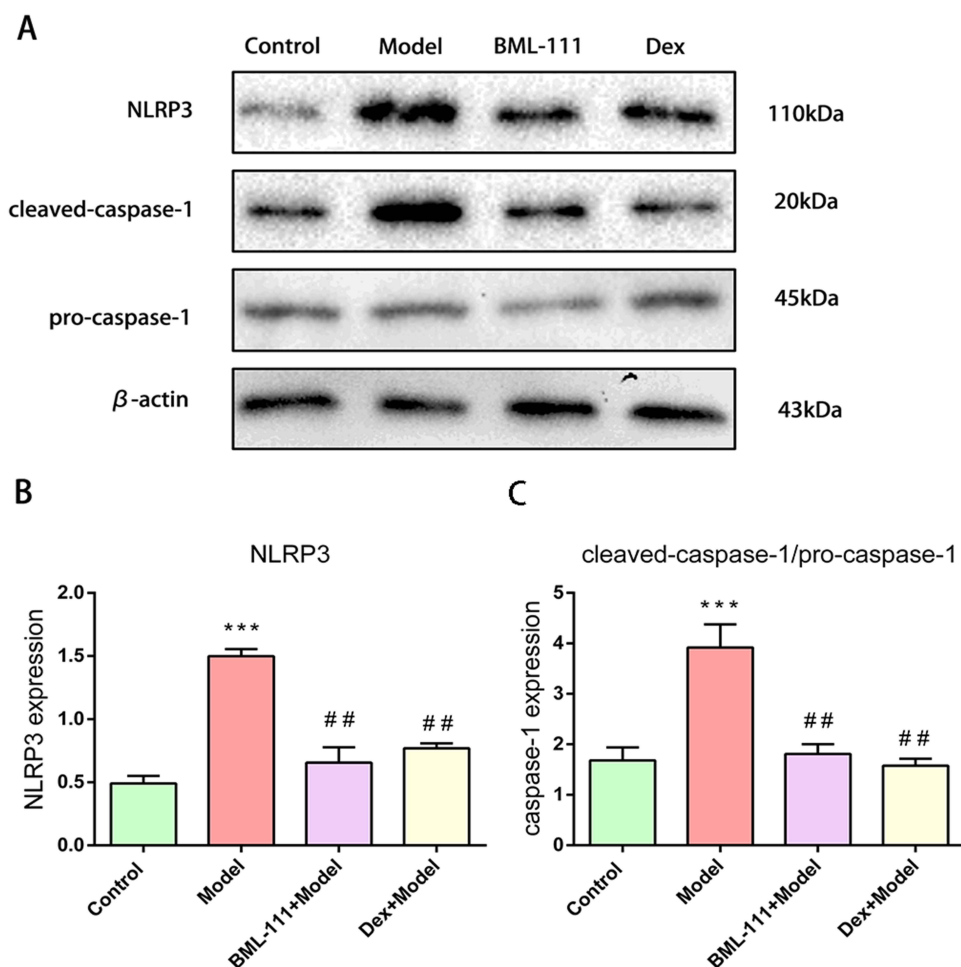 A
Control Model BML-111 Dex
NLRP3 110kDa
cleaved-caspase-1 20kDa
pro-caspase-1 45kDa
β-actin 43kDa
B
NLRP3
NLRP3 expression
2.0
1.5
1.0
0.5
0.0
***
##
##
Control
Model
BML-111+Model
Dex+Model
C
cleaved-caspase-1/pro-caspase-1
caspase-1 expression
5
4
3
2
1
0
***
##
##
Control
Model
BML-111+Model
Dex+Model